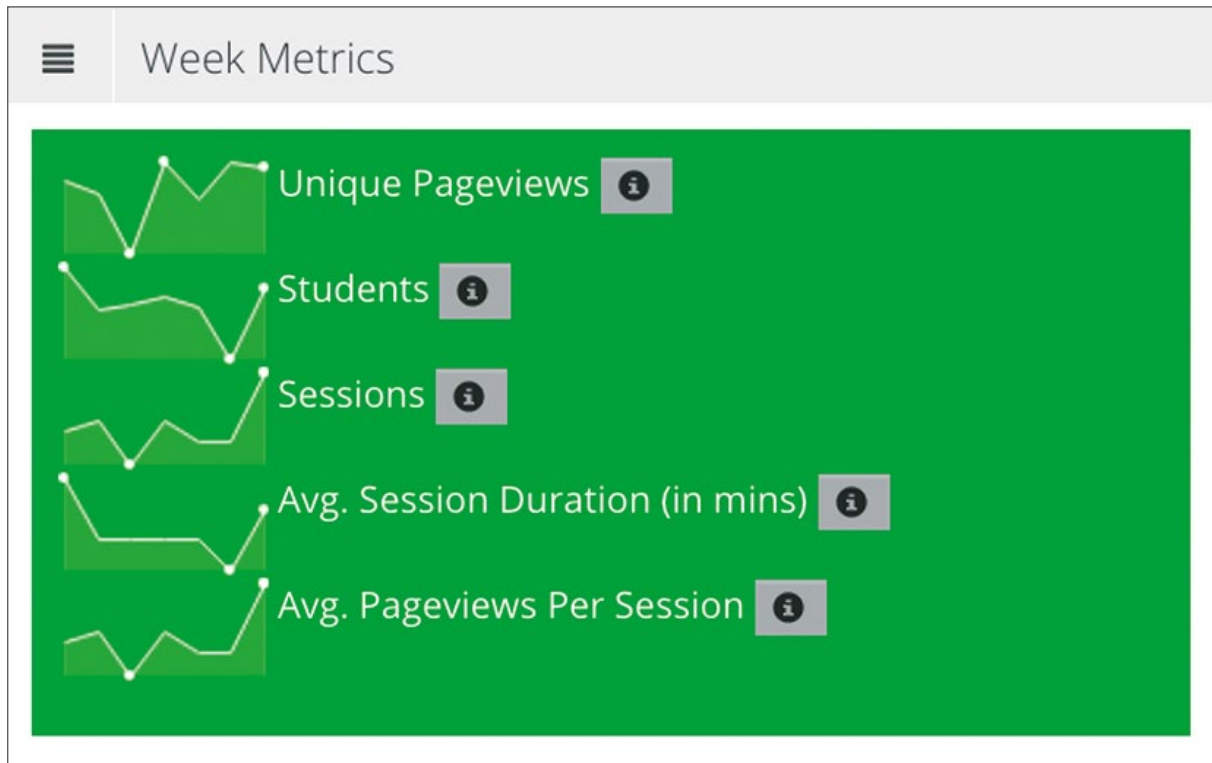 Week Metrics
Unique Pageviews
Students
Sessions
Avg. Session Duration (in mins)
Avg. Pageviews Per Session